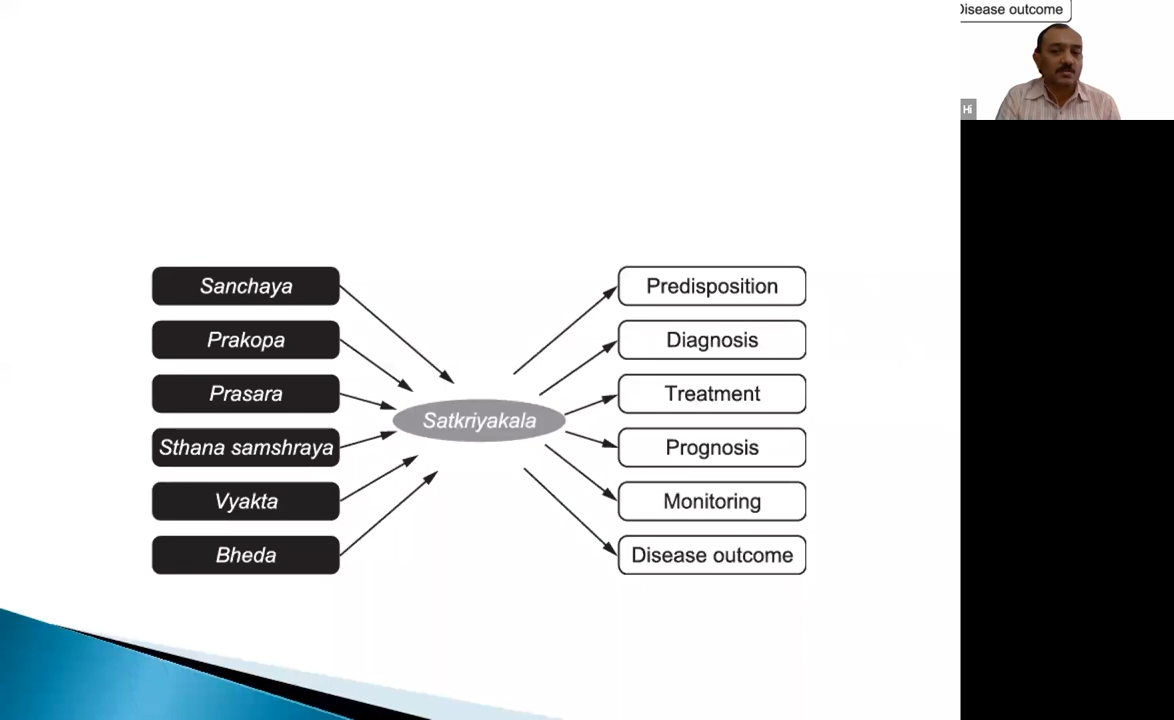 Disease outcome
Hi
Sanchaya
Prakopa
Prasara
Sthana samshraya
Vyakta
Bheda
Satkriyakala
Predisposition
Diagnosis
Treatment
Prognosis
Monitoring
Disease outcome